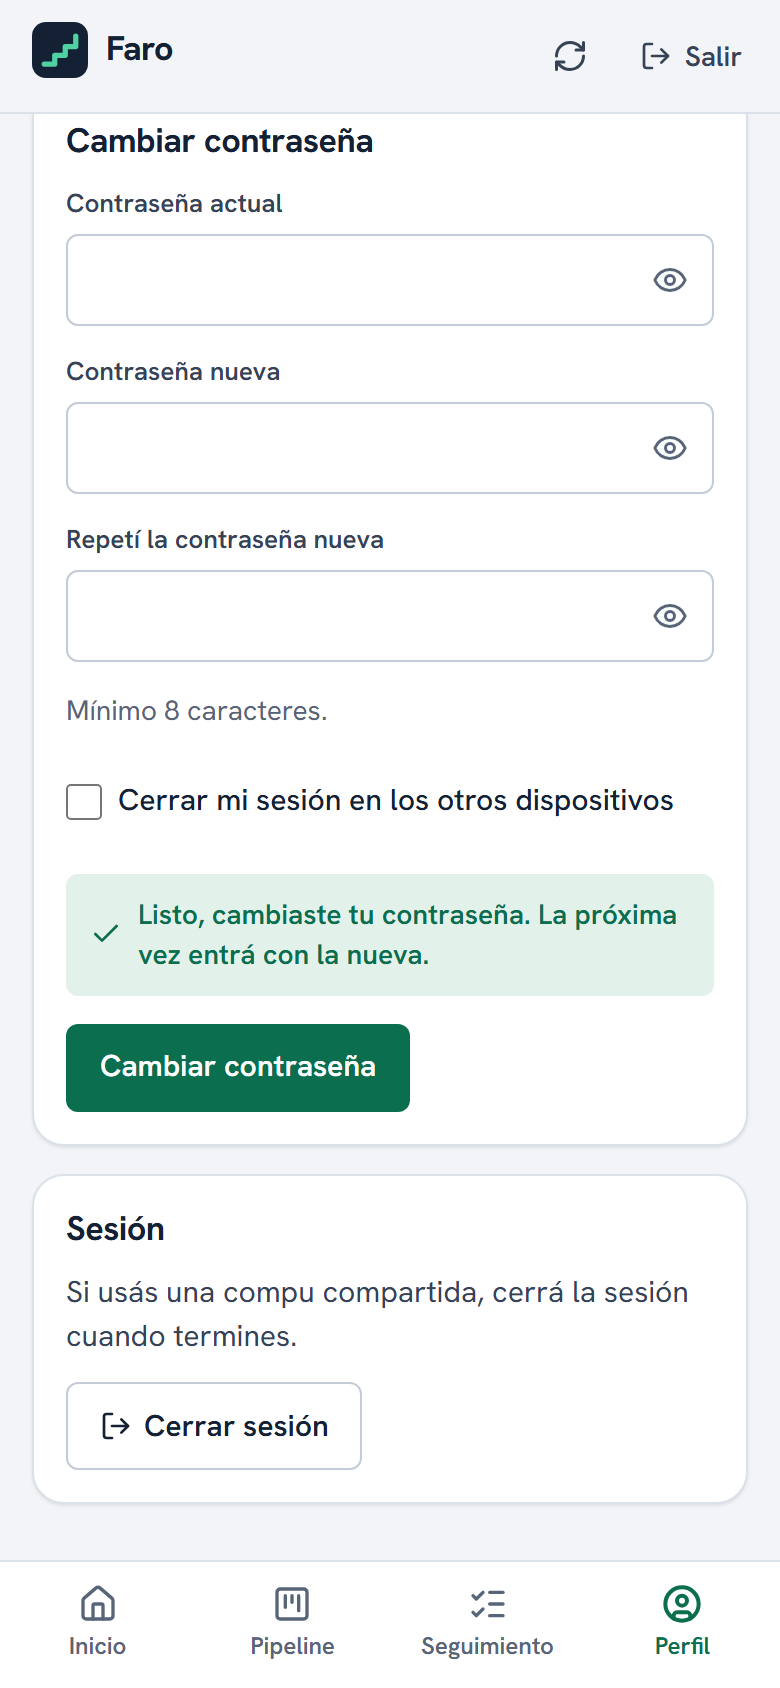 Faro
Salir
Cambiar contraseña
Contraseña actual
Contraseña nueva
Repetí la contraseña nueva
Mínimo 8 caracteres.
Cerrar mi sesión en los otros dispositivos
Listo, cambiaste tu contraseña. La próxima
vez entrá con la nueva.
Cambiar contraseña
Sesión
Si usás una compu compartida, cerrá la sesión
cuando termines.
Cerrar sesión
Inicio
Pipeline
Seguimiento
Perfil